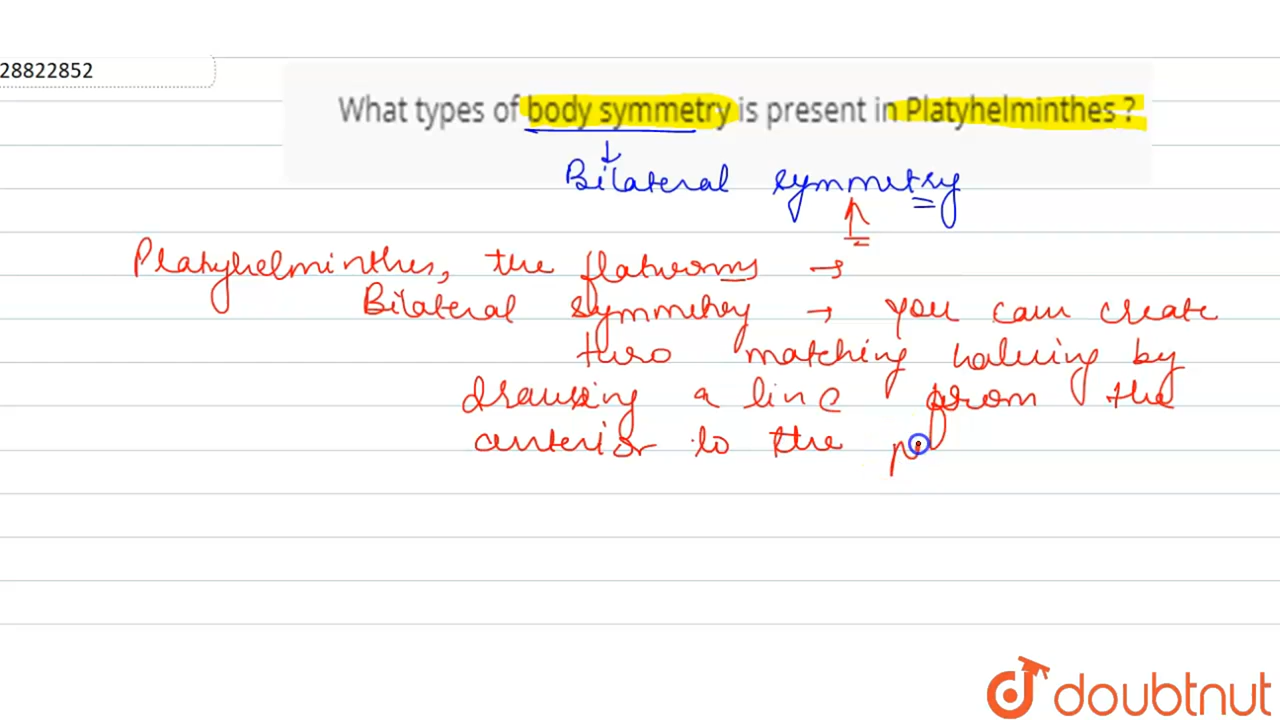 28822852
What types of body symmetry is present in Platyhelminthes ?
Bilateral symmetry
Platyhelminthes, the flatworms →
Bilateral symmetry → you can create
two matching halving by
drawing a line from the
anterior to the p
doubtnut